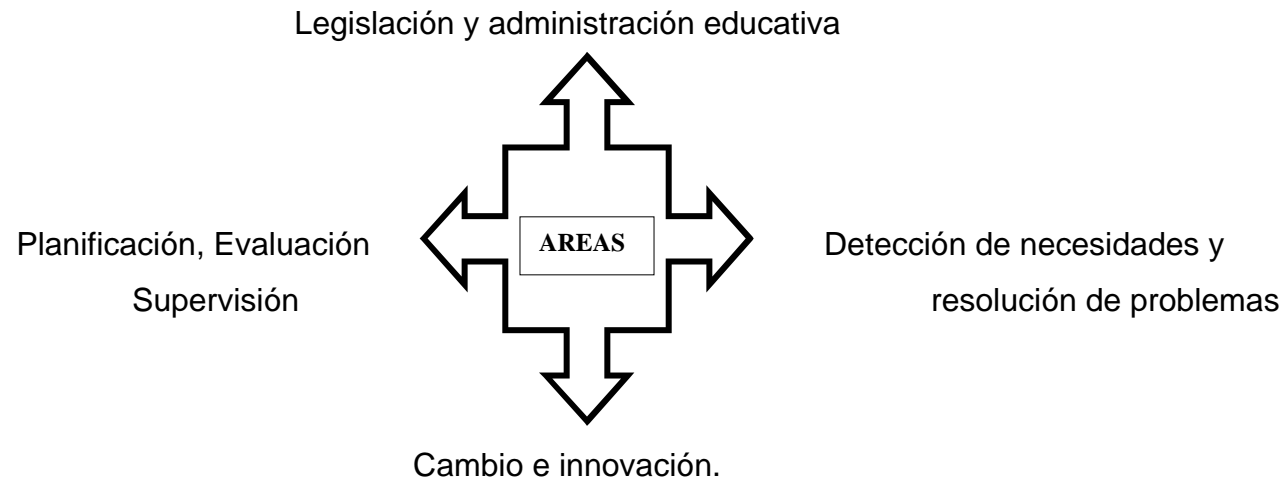 Legislación y administración educativa
Planificación, Evaluación
Supervisión
AREAS
Detección de necesidades y
resolución de problemas
Cambio e innovación.